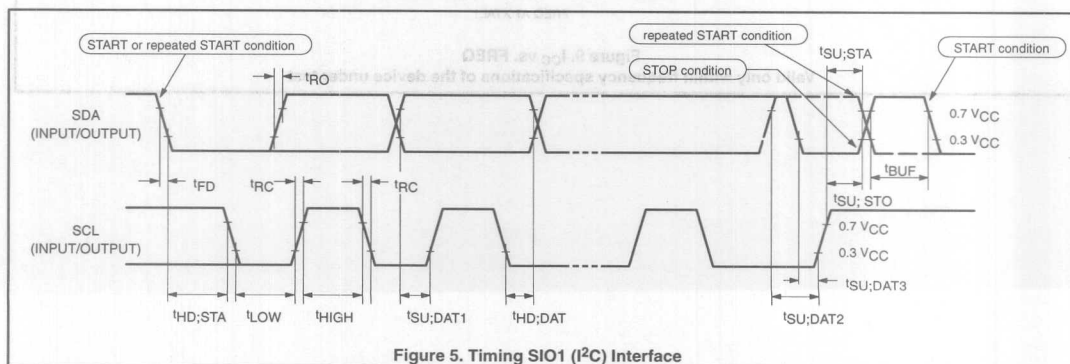 START or repeated START condition
repeated START condition
STOP condition
tSU;STA
START condition
tRO
SDA
(INPUT/OUTPUT)
0.7 VCC
0.3 VCC
tFD
tRC
tRC
tBUF
tSU; STO
SCL
(INPUT/OUTPUT)
0.7 VCC
0.3 VCC
tSU;DAT3
tHD;STA
tLOW
tHIGH
tSU;DAT1
tHD;DAT
tSU;DAT2
Figure 5. Timing SIO1 (I²C) Interface